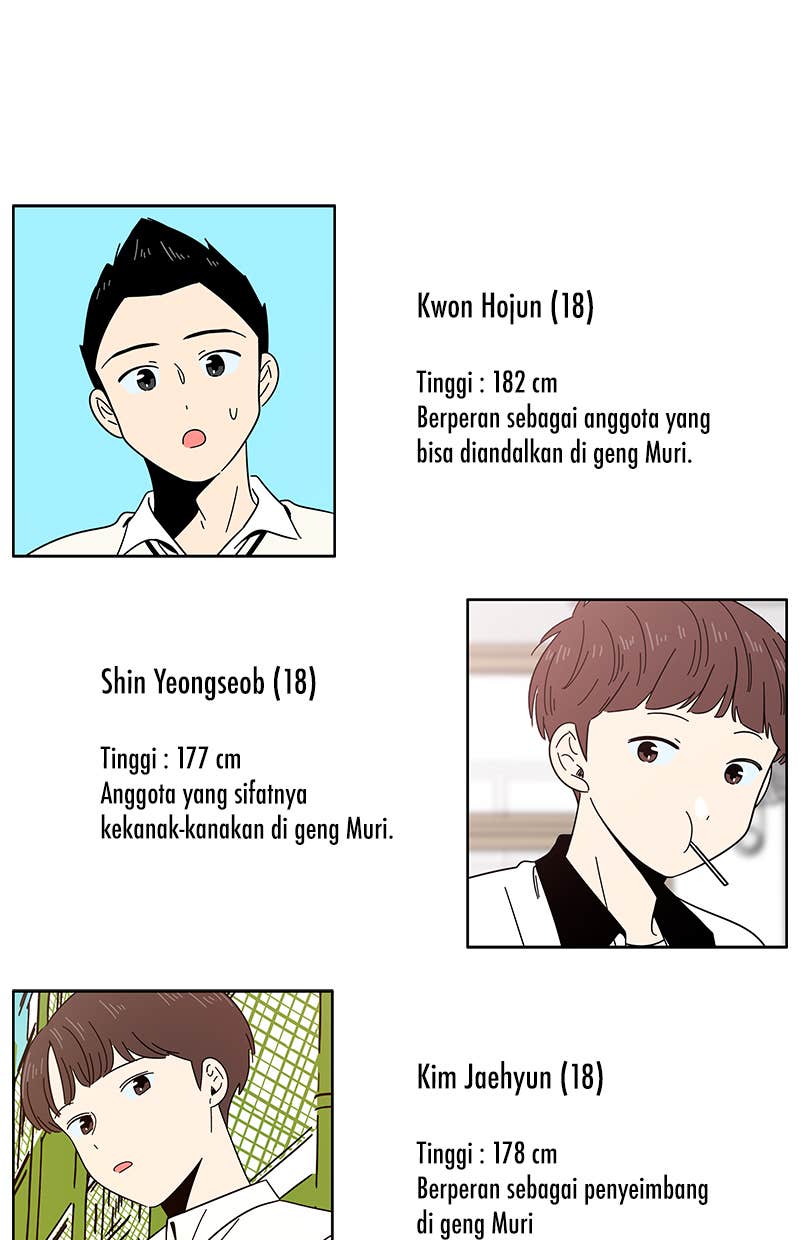 Kwon Hojun (18)
Tinggi : 182 cm
Berperan sebagai anggota yang
bisa diandalkan di geng Muri.
Shin Yeongseob (18)
Tinggi : 177 cm
Anggota yang sifatnya
kekanak-kanakan di geng Muri.
Kim Jaehyun (18)
Tinggi : 178 cm
Berperan sebagai penyeimbang
di geng Muri